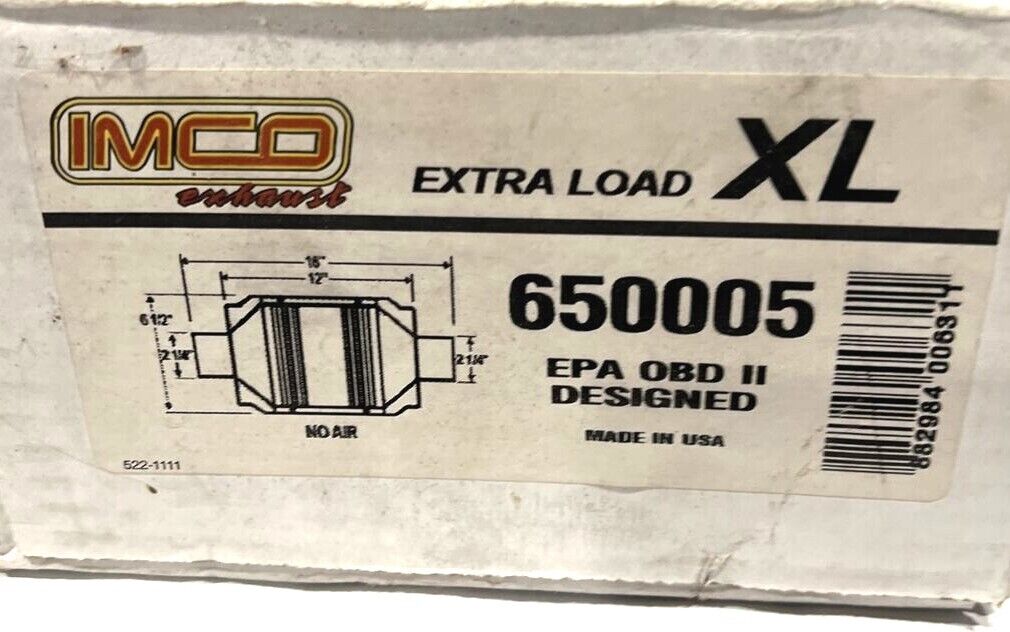 IMCO
exhaust
EXTRA LOAD XL
16"
12"
6 1/2"
2 1/4"
2 1/4"
NO AIR
522-1111
650005
EPA OBD II
DESIGNED
MADE IN USA
882984 006311